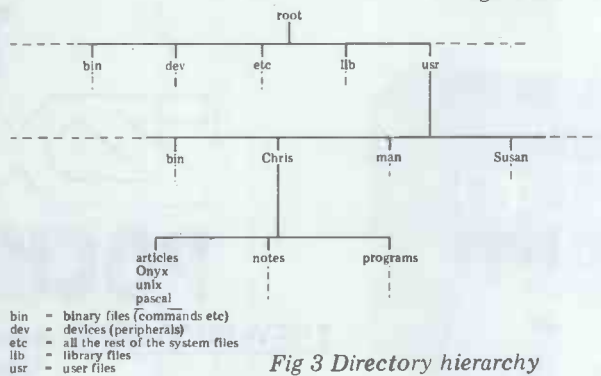 root
bin dev etc lib usr
bin Chris man Susan
articles notes programs
Onyx
unix
pascal
bin = binary files (commands etc)
dev = devices (peripherals)
etc = all the rest of the system files
lib = library files
usr = user files
Fig 3 Directory hierarchy